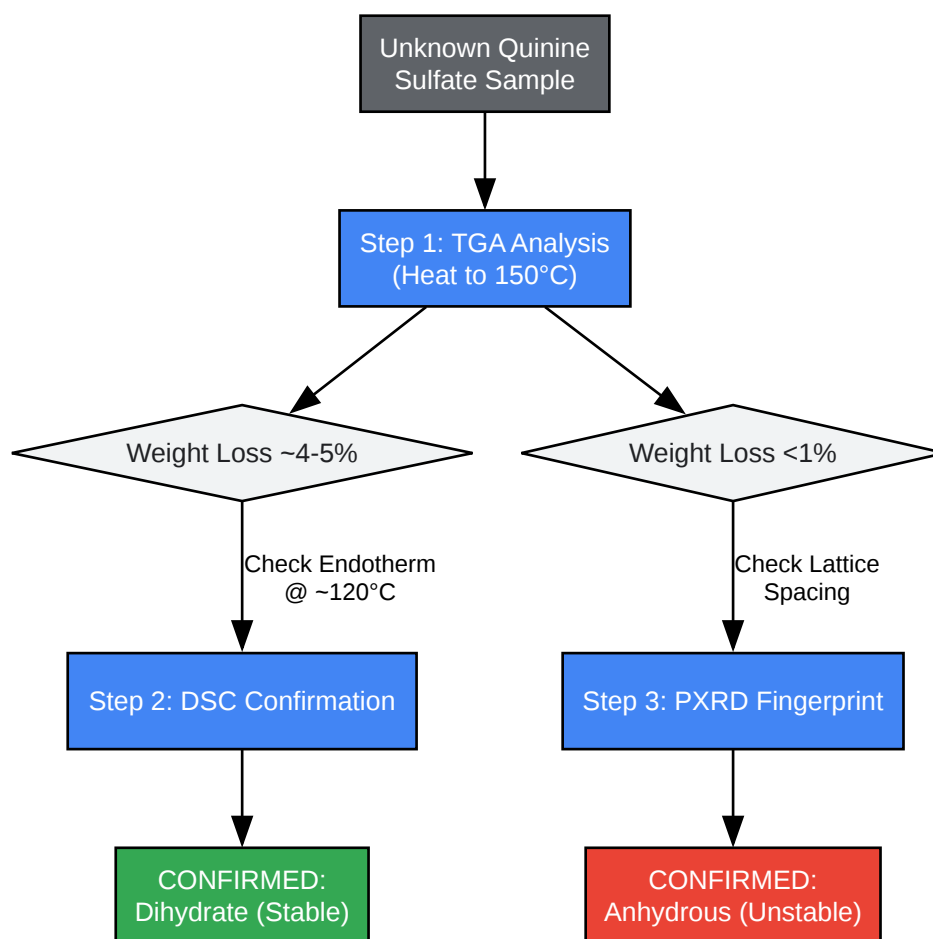 Unknown Quinine
Sulfate Sample
Step 1: TGA Analysis
(Heat to 150°C)
Weight Loss ~4-5%
Weight Loss <1%
Check Endotherm
@ ~120°C
Check Lattice
Spacing
Step 2: DSC Confirmation
Step 3: PXRD Fingerprint
CONFIRMED:
Dihydrate (Stable)
CONFIRMED:
Anhydrous (Unstable)